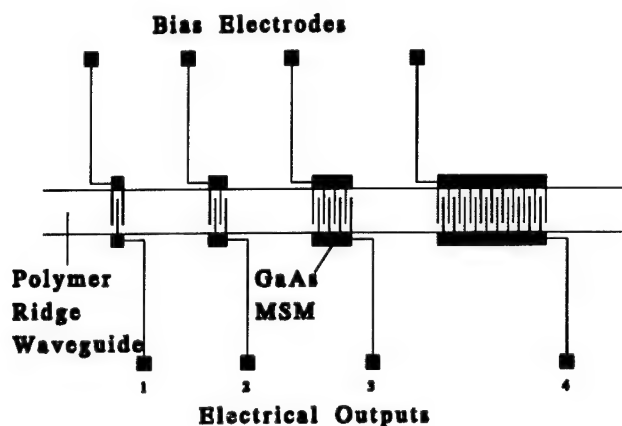 Bias Electrodes
Polymer
Ridge
Waveguide
GaAs
MSM
1 2 3 4
Electrical Outputs